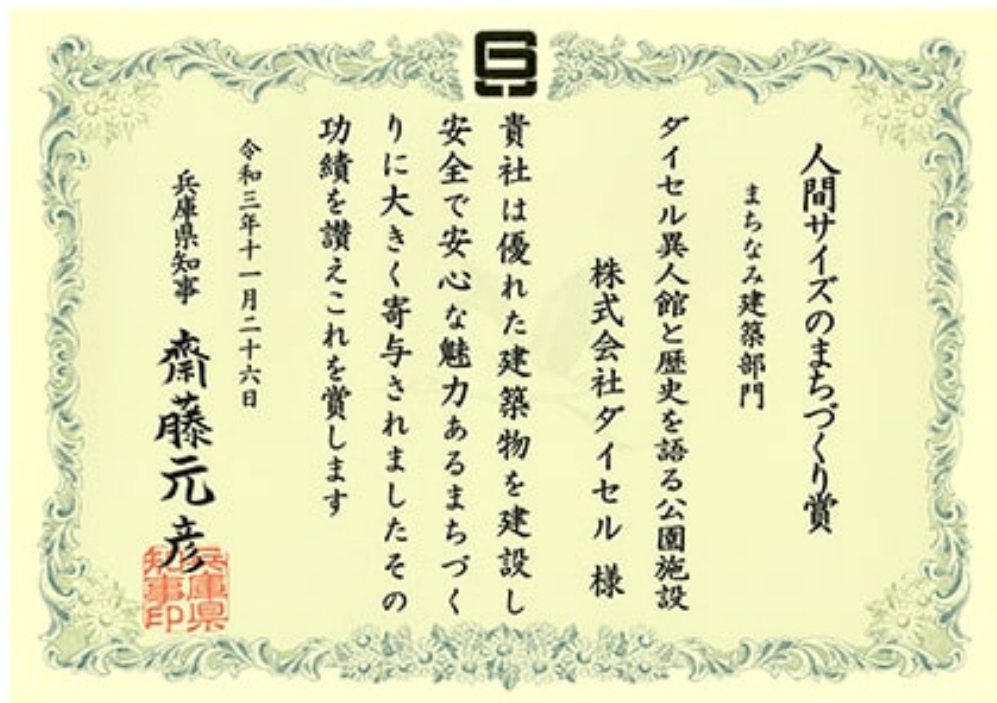 人間サイズのまちづくり賞
まちなみ建築部門
ダイセル異人館と歴史を語る公園施設
株式会社ダイセル 様
貴社は優れた建築物を建設し
安全で安心な魅力あるまちづく
りに大きく寄与されましたその
功績を讃えこれを賞します
令和三年十一月二十六日
兵庫県知事 齋藤元彦
兵庫県
知事印